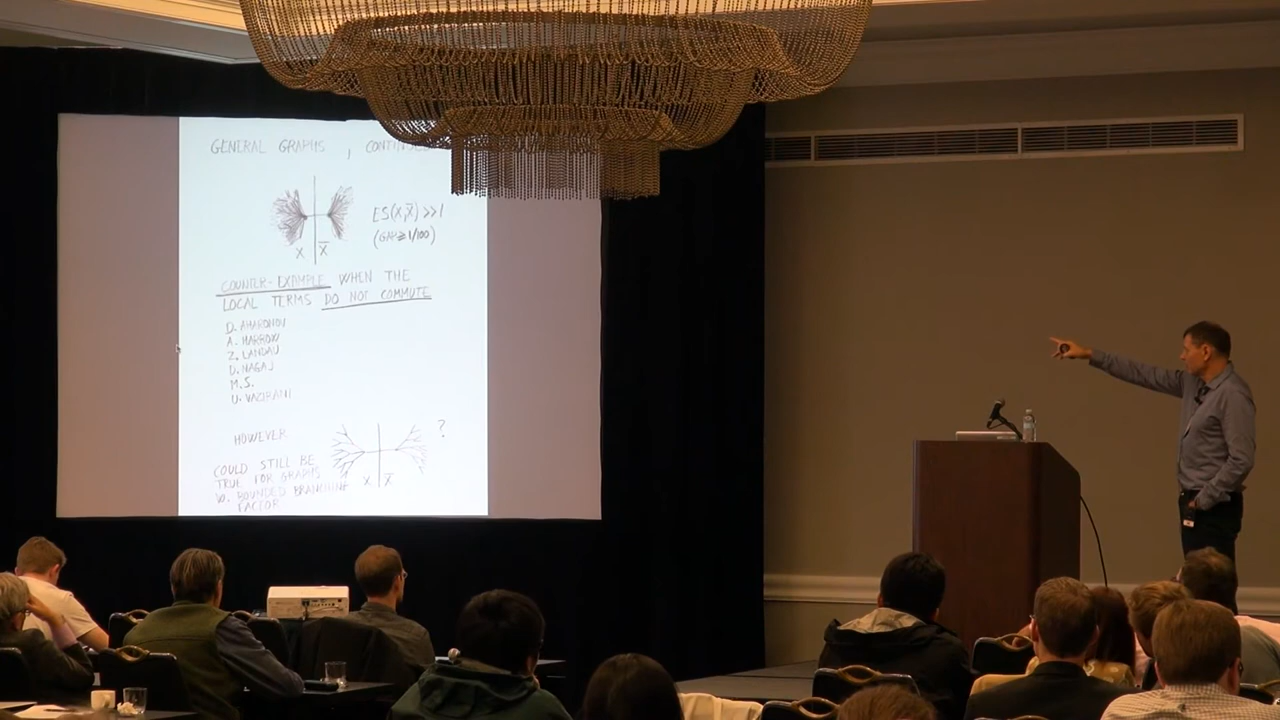 GENERAL GRAPHS, CONTINUED
ES(X,X̅) >> 1
(GAP ≥ 1/100)
X X̅
COUNTER-EXAMPLE WHEN THE
LOCAL TERMS DO NOT COMMUTE
D. AHARONOV
A. HARROW
Z. LANDAU
D. NAGAJ
M.S.
U. VAZIRANI
HOWEVER
?
COULD STILL BE
TRUE FOR GRAPHS
W. BOUNDED BRANCHING
FACTOR
X X̅